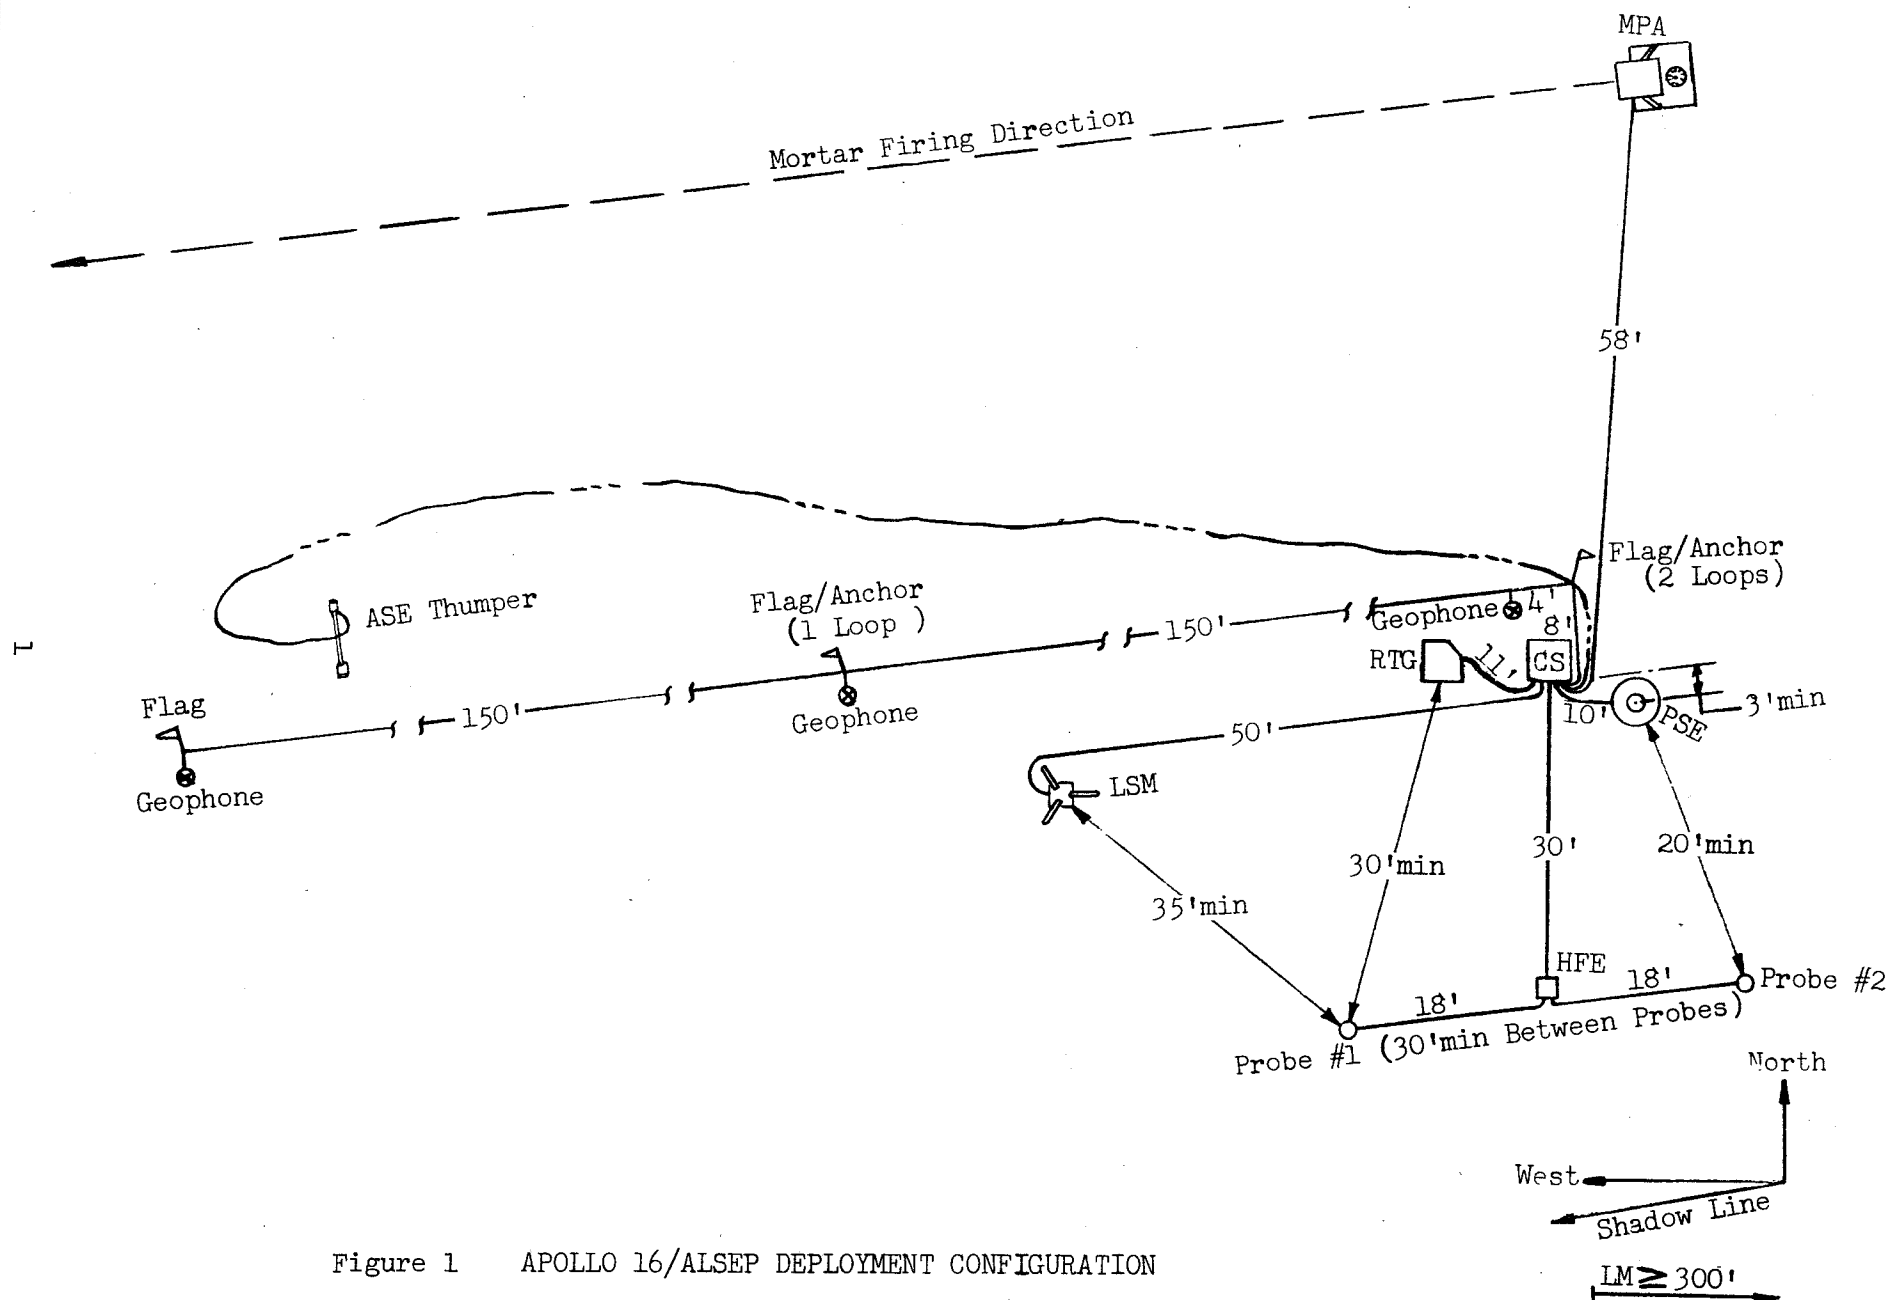 MPA
Mortar Firing Direction
58'
Flag/Anchor
(2 Loops)
ASE Thumper
Flag/Anchor
(1 Loop )
150'
Geophone
4'
8'
RTG
11'
CS
Flag
150'
Geophone
Geophone
50'
10'
PSE
3'min
LSM
30'min
30'
20'min
35'min
HFE
18'
18'
Probe #2
Probe #1 (30'min Between Probes)
North
West
Shadow Line
LM ≥ 300'
Figure 1 APOLLO 16/ALSEP DEPLOYMENT CONFIGURATION
1